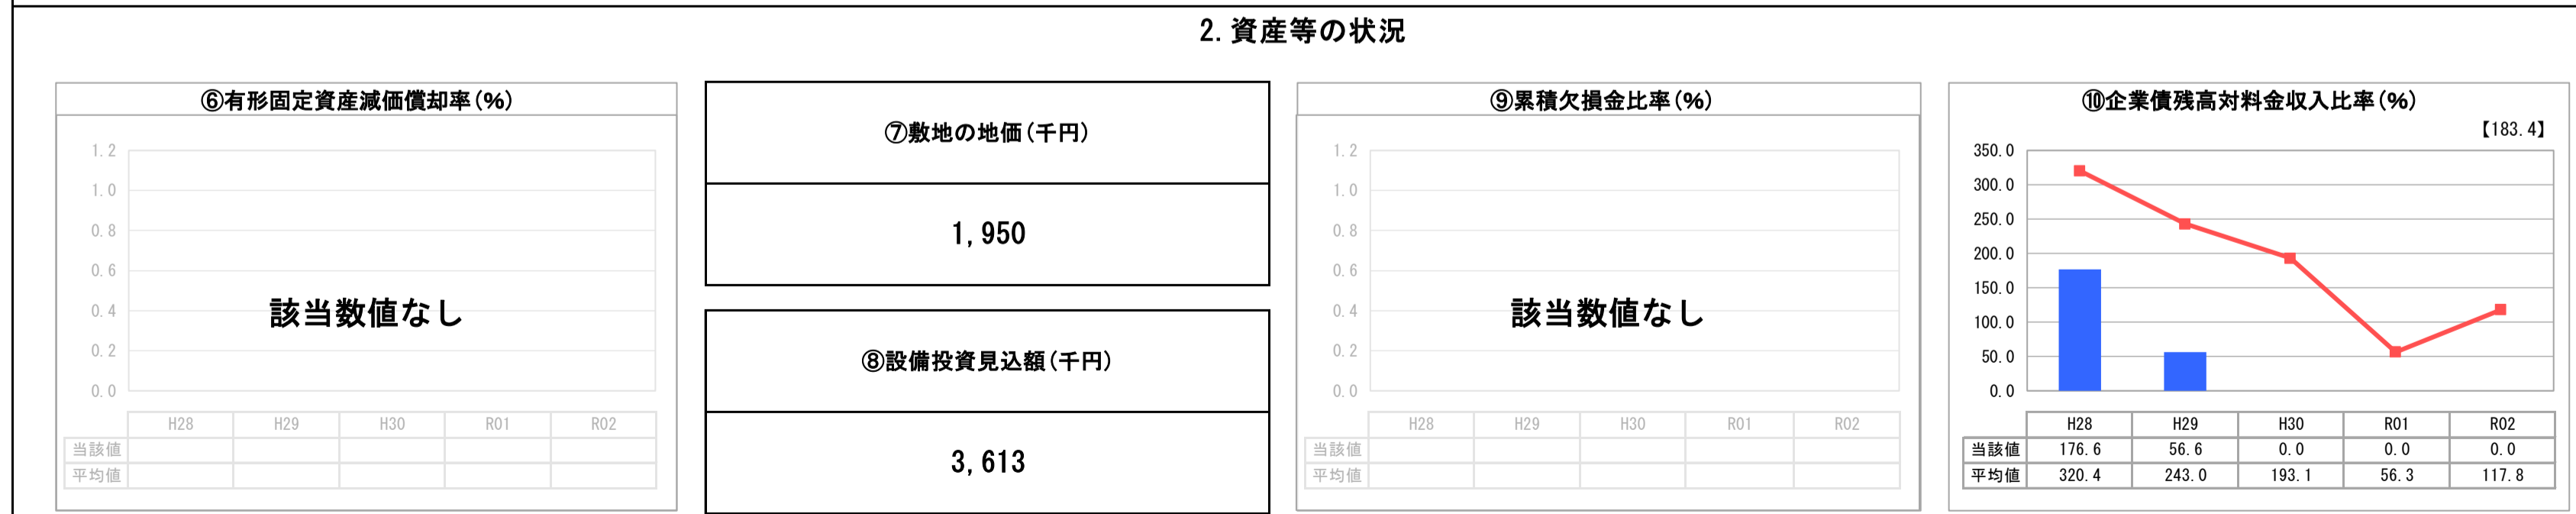 2.資産等の状況
⑥有形固定資産減価償却率(%)
1.2
1.0
0.8
0.6
0.4
0.2
0.0
該当数値なし
H28 H29 H30 R01 R02
当該値
平均値
⑦敷地の地価(千円)
1,950
⑧設備投資見込額(千円)
3,613
⑨累積欠損金比率(%)
1.2
1.0
0.8
0.6
0.4
0.2
0.0
該当数値なし
H28 H29 H30 R01 R02
当該値
平均値
⑩企業債残高対料金収入比率(%)
【183.4】
350.0
300.0
250.0
200.0
150.0
100.0
50.0
0.0
H28 H29 H30 R01 R02
当該値 176.6 56.6 0.0 0.0 0.0
平均値 320.4 243.0 193.1 56.3 117.8